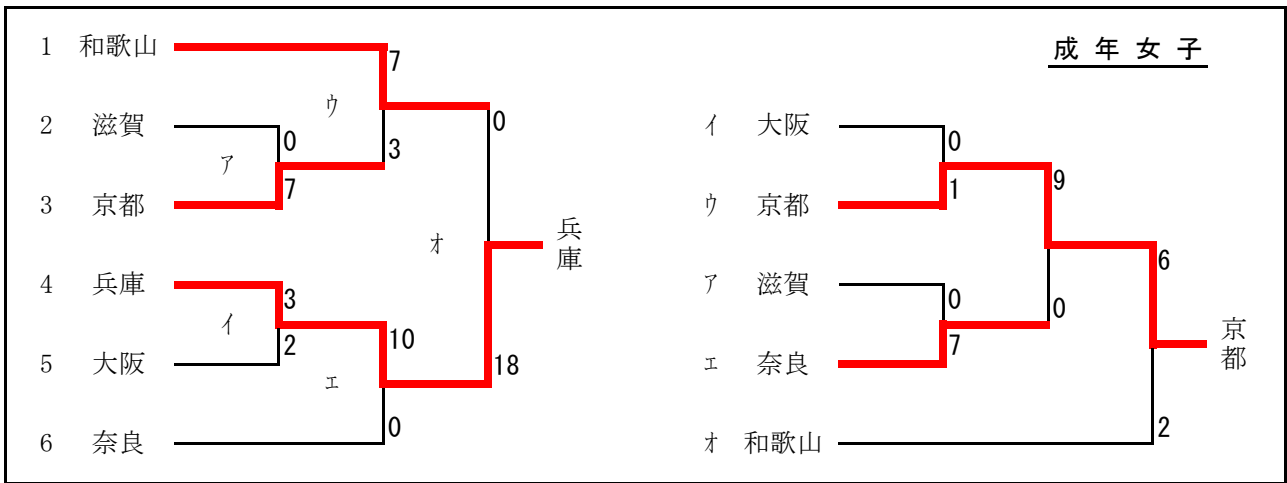 成年女子
1 和歌山
7
ウ
2 滋賀
0
0
ア
3
7
3 京都
オ
兵庫
4 兵庫
3
イ
10
2
5 大阪
エ
18
6 奈良
0
イ 大阪
0
9
1
ウ 京都
6
ア 滋賀
0
0
7
京都
エ 奈良
2
オ 和歌山